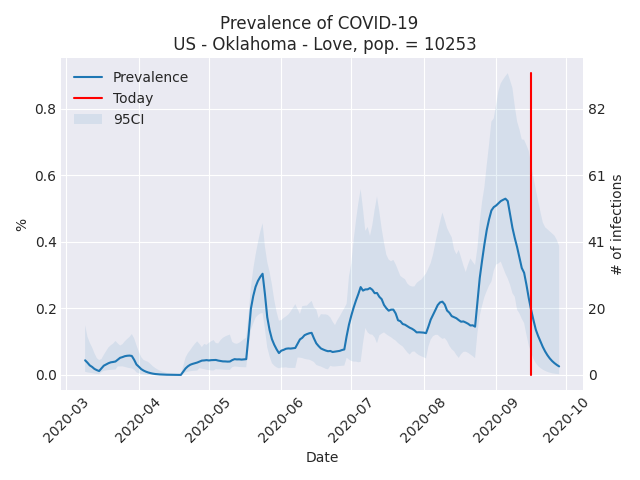 Prevalence of COVID-19
US - Oklahoma - Love, pop. = 10253
Prevalence
Today
95CI
0.8
0.6
0.4
0.2
0.0
%
82
61
41
20
0
# of infections
2020-03
2020-04
2020-05
2020-06
2020-07
2020-08
2020-09
2020-10
Date